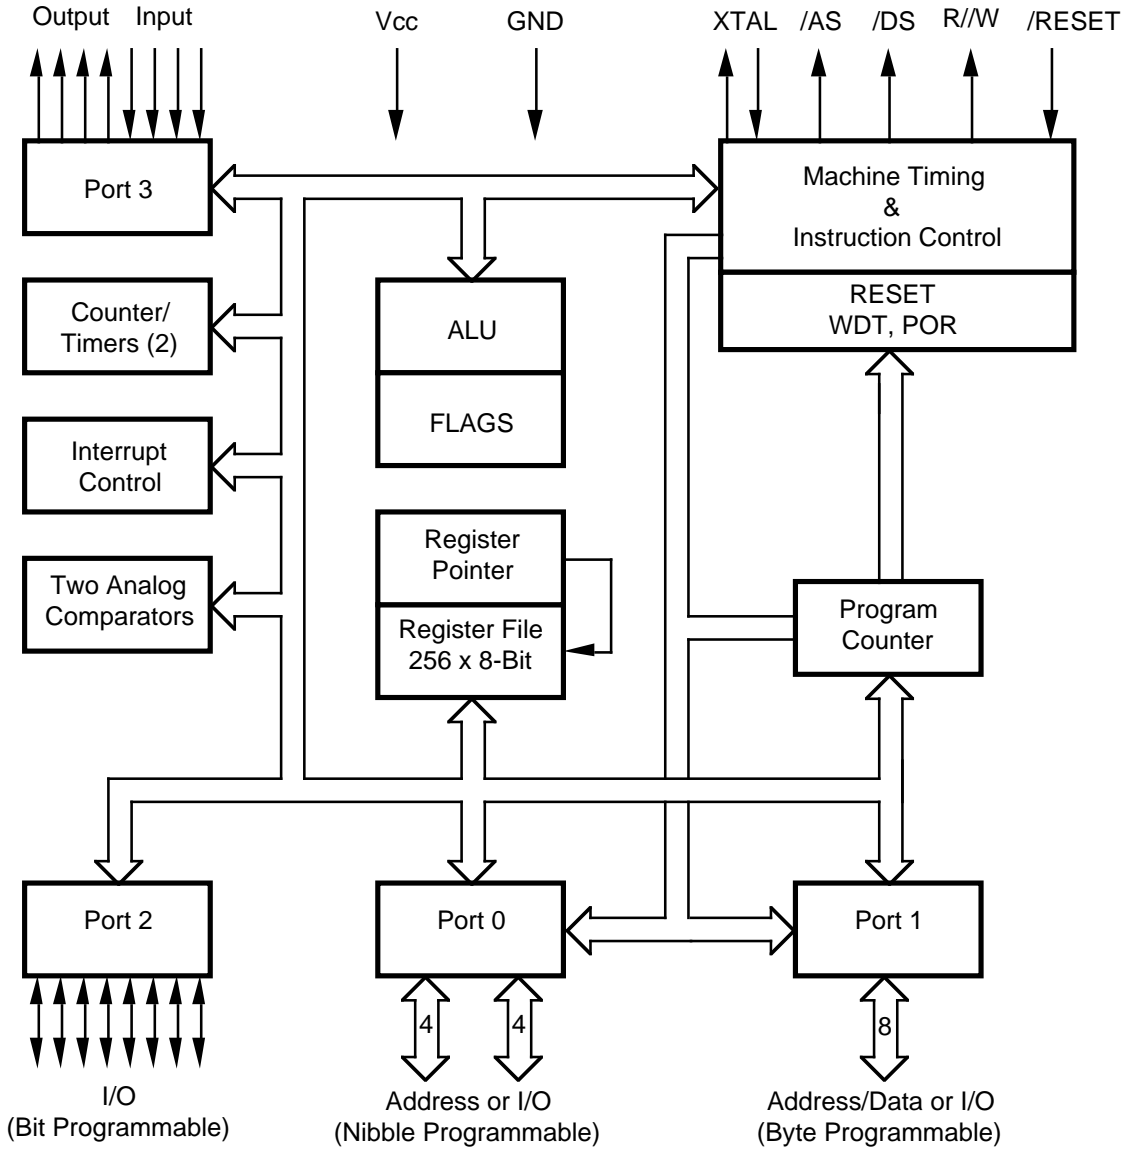 Output Input Vcc GND XTAL /AS /DS R//W /RESET
Port 3
Machine Timing
&
Instruction Control
RESET
WDT, POR
Counter/
Timers (2)
ALU
FLAGS
Interrupt
Control
Register
Pointer
Two Analog
Comparators
Register File
256 x 8-Bit
Program
Counter
Port 2
Port 0
Port 1
4
4
8
I/O
(Bit Programmable)
Address or I/O
(Nibble Programmable)
Address/Data or I/O
(Byte Programmable)